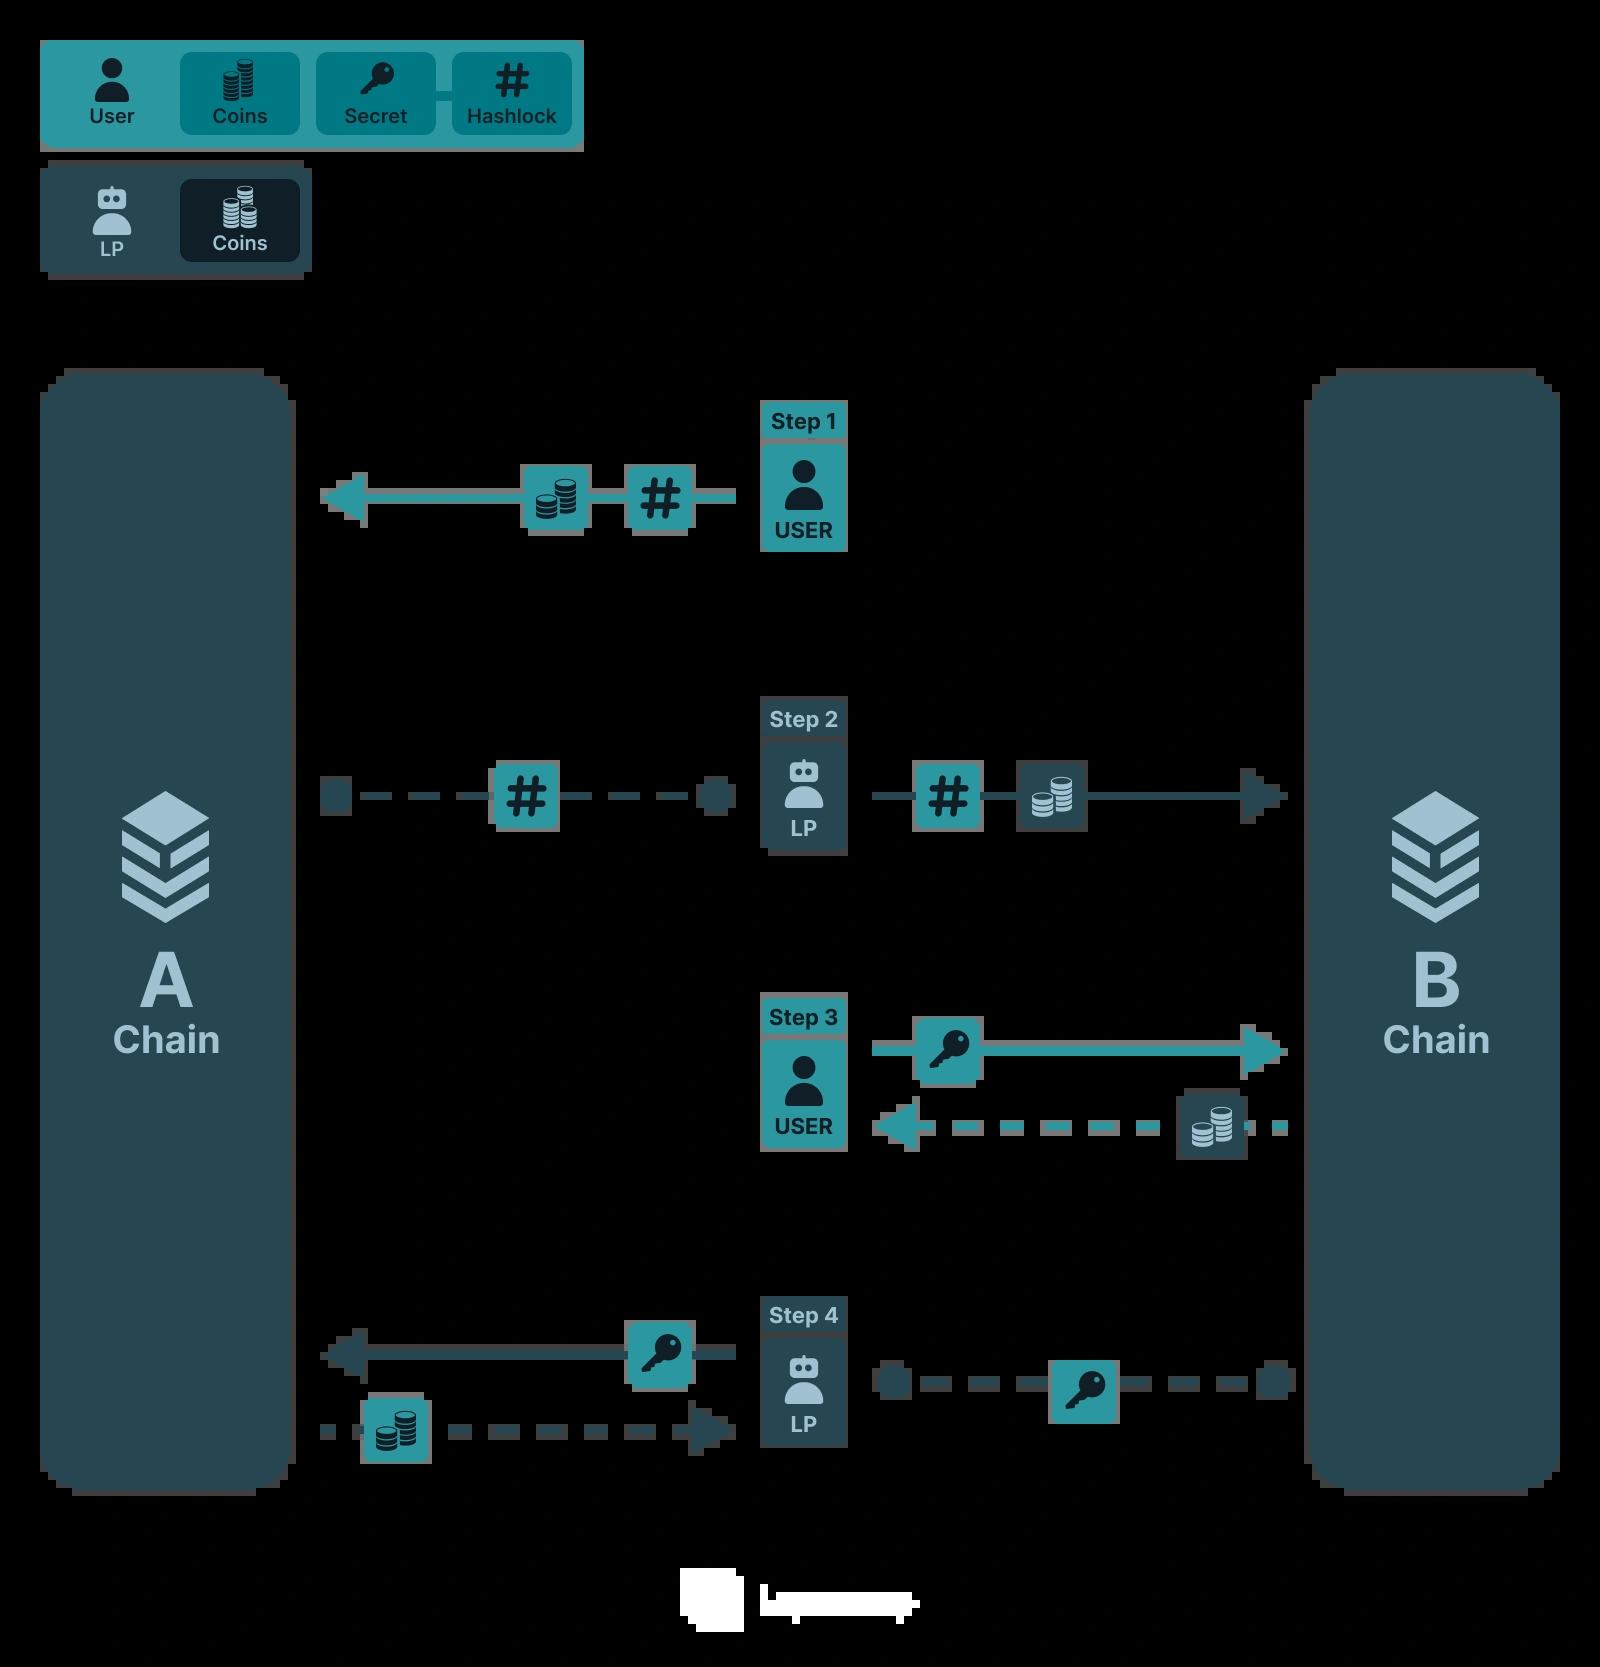 User
Coins
Secret
Hashlock
LP
Coins
Step 1
USER
Step 2
LP
A
Chain
B
Chain
Step 3
USER
Step 4
LP